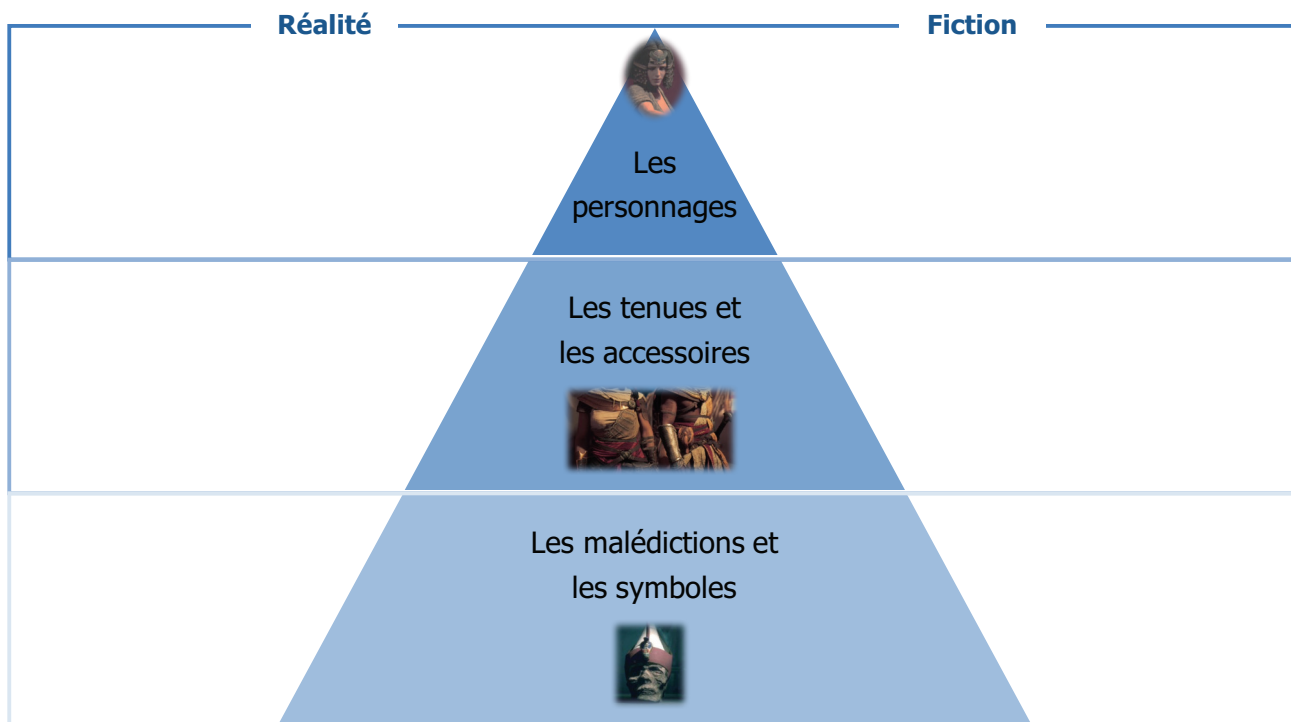 Réalité
Fiction
Les
personnages
Les tenues et
les accessoires
Les malédictions et
les symboles